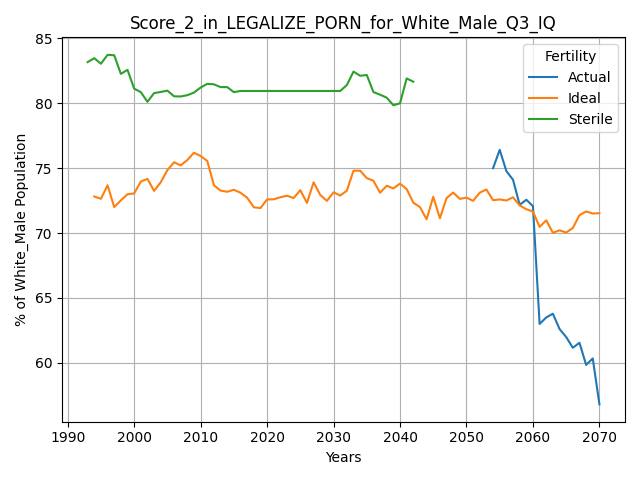 Score_2_in_LEGALIZE_PORN_for_White_Male_Q3_IQ
Fertility
Actual
Ideal
Sterile
% of White_Male Population
85
80
75
70
65
60
1990
2000
2010
2020
2030
2040
2050
2060
2070
Years